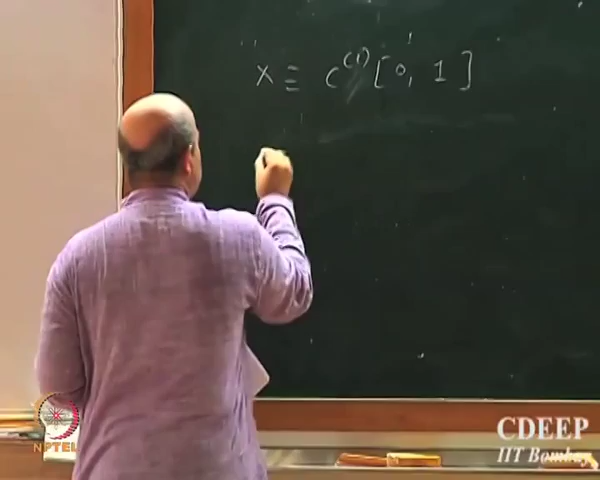 X ≡ C^(1)[0, 1]
NPTEL
CDEEP
IIT Bombay